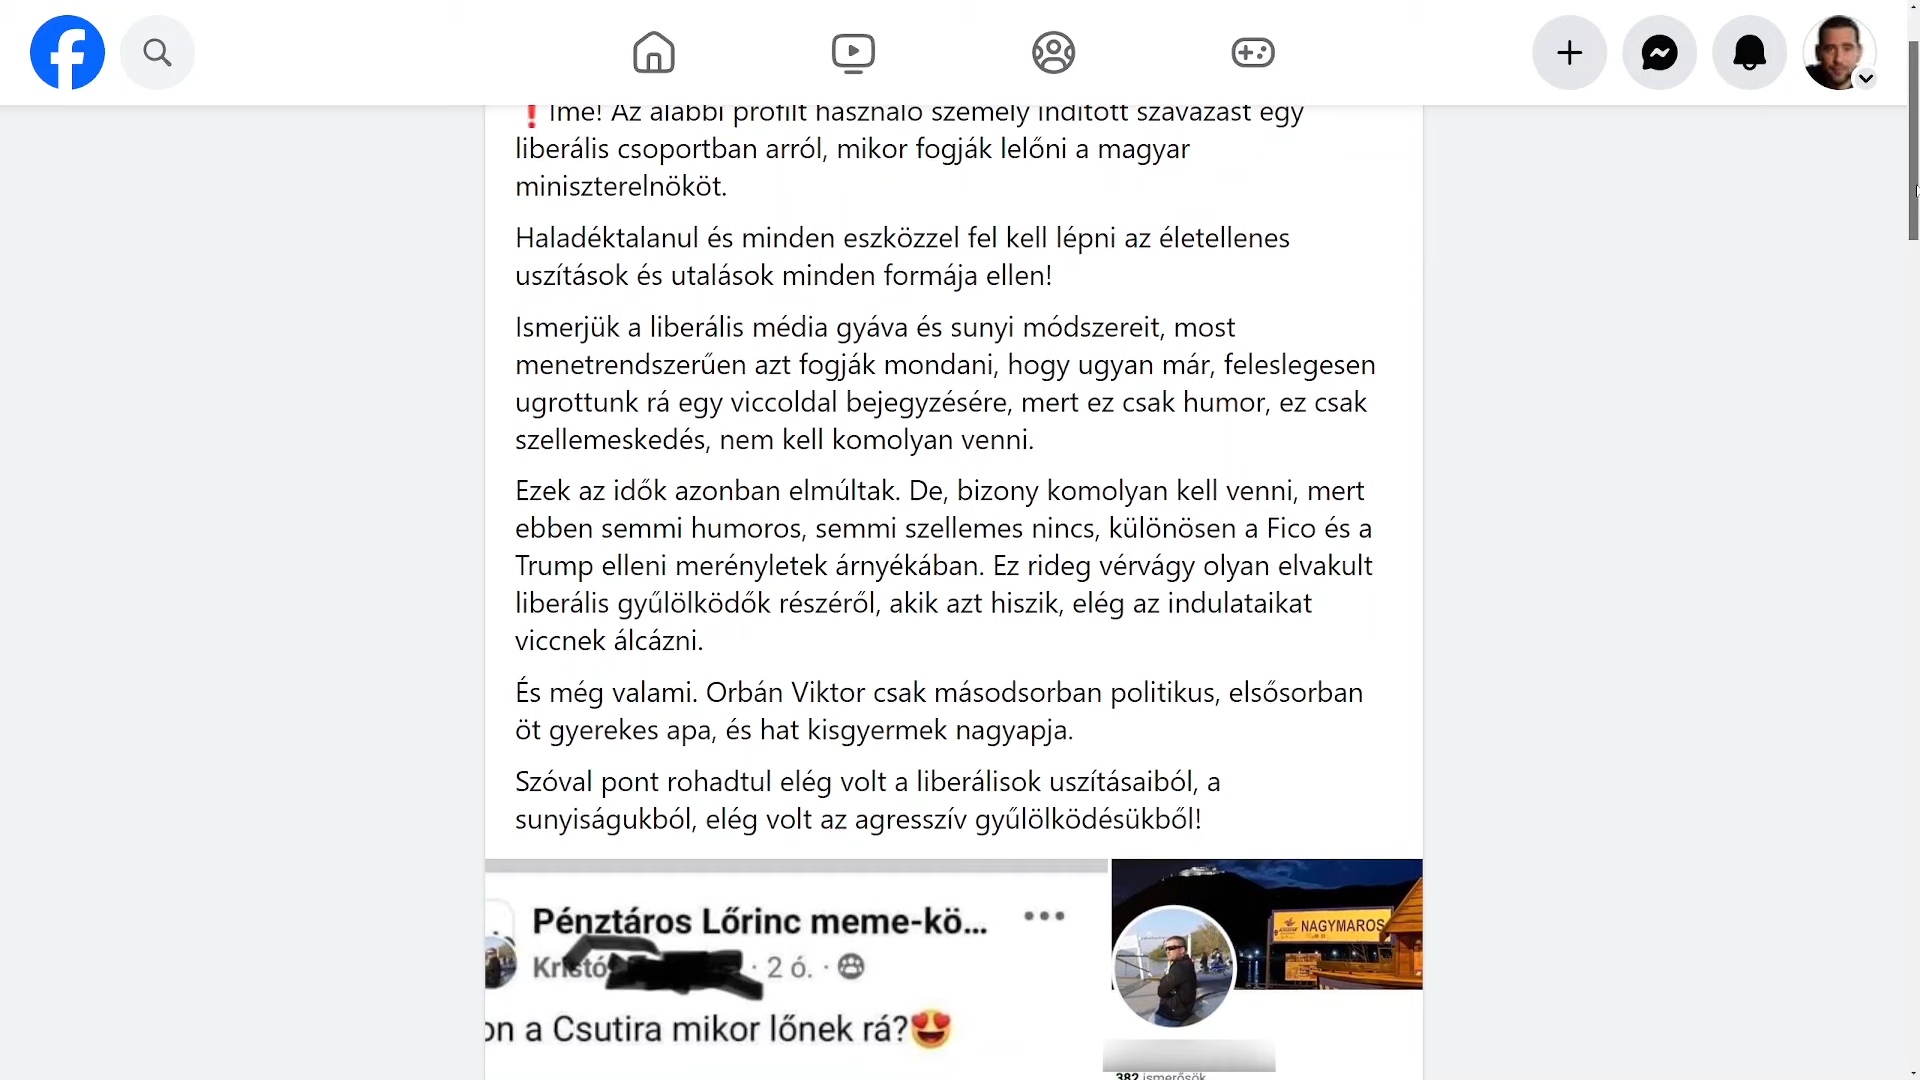 ❗Íme! Az alábbi profilt használó személy indított szavazást egy
liberális csoportban arról, mikor fogják lelőni a magyar
miniszterelnököt.
Haladéktalanul és minden eszközzel fel kell lépni az életellenes
uszítások és utalások minden formája ellen!
Ismerjük a liberális média gyáva és sunyi módszereit, most
menetrendszerűen azt fogják mondani, hogy ugyan már, feleslegesen
ugrottunk rá egy viccoldal bejegyzésére, mert ez csak humor, ez csak
szellemeskedés, nem kell komolyan venni.
Ezek az idők azonban elmúltak. De, bizony komolyan kell venni, mert
ebben semmi humoros, semmi szellemes nincs, különösen a Fico és a
Trump elleni merényletek árnyékában. Ez rideg vérvágy olyan elvakult
liberális gyűlölködők részéről, akik azt hiszik, elég az indulataikat
viccnek álcázni.
És még valami. Orbán Viktor csak másodsorban politikus, elsősorban
öt gyerekes apa, és hat kisgyermek nagyapja.
Szóval pont rohadtul elég volt a liberálisok uszításaiból, a
sunyiságukból, elég volt az agresszív gyűlölködésükből!
Pénztáros Lőrinc meme-kö...
Kristó · 2 ó. ·
on a Csutira mikor lőnek rá?😍
NAGYMAROS
382 ismerősök